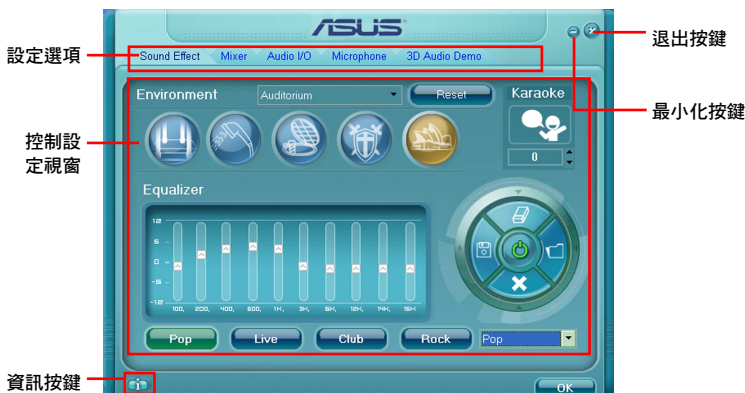 ASUS
退出按鍵
設定選項
Sound Effect Mixer Audio I/O Microphone 3D Audio Demo
最小化按鍵
Environment Auditorium Reset Karaoke
控制設
定視窗
0
Equalizer
12
6
0
-6
-12
100, 200, 400, 600, 1K, 3K, 6K, 12K, 14K, 16K
Pop Live Club Rock Pop
資訊按鍵
i
OK